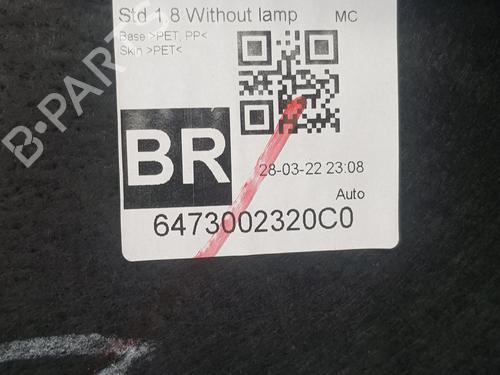 Std 1.8 Without lamp MC
Base >PET, PP<
Skin >PET<
BR
28-03-22 23:08
Auto
6473002320C0
B-PARTS